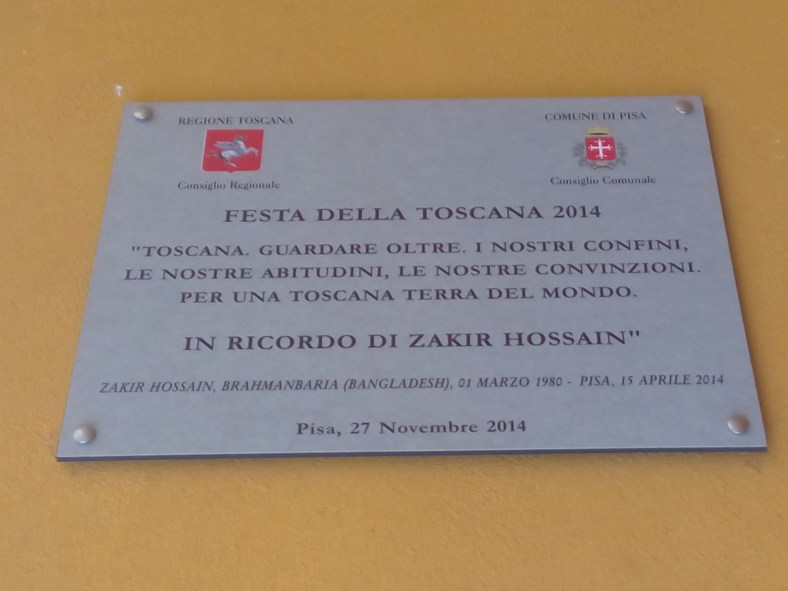 REGIONE TOSCANA
Consiglio Regionale
COMUNE DI PISA
Consiglio Comunale
FESTA DELLA TOSCANA 2014
"TOSCANA. GUARDARE OLTRE. I NOSTRI CONFINI,
LE NOSTRE ABITUDINI, LE NOSTRE CONVINZIONI.
PER UNA TOSCANA TERRA DEL MONDO.
IN RICORDO DI ZAKIR HOSSAIN"
ZAKIR HOSSAIN, BRAHMANBARIA (BANGLADESH), 01 MARZO 1980 - PISA, 15 APRILE 2014
Pisa, 27 Novembre 2014